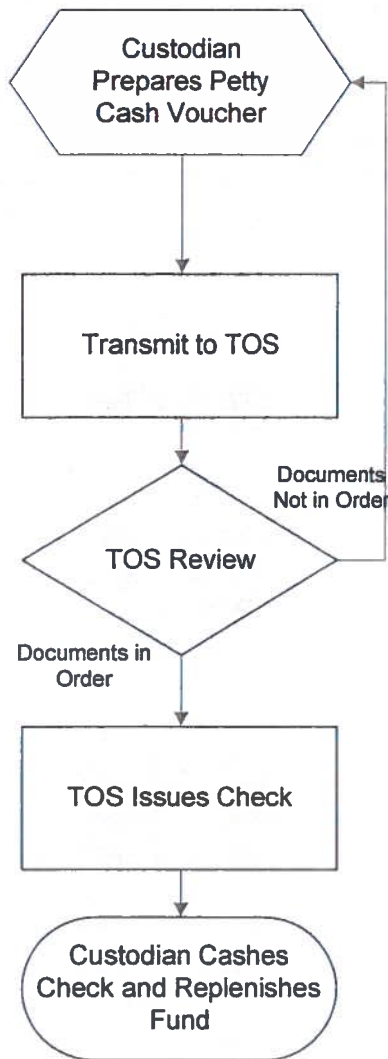 Custodian
Prepares Petty
Cash Voucher
Transmit to TOS
Documents
Not in Order
TOS Review
Documents in
Order
TOS Issues Check
Custodian Cashes
Check and Replenishes
Fund